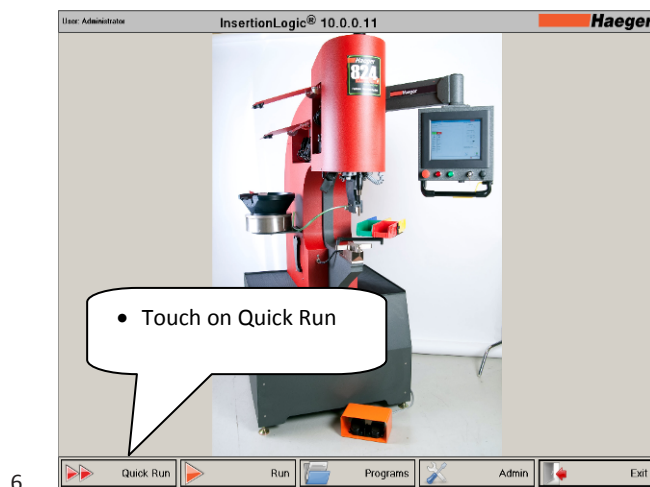 User: Administrator InsertionLogic® 10.0.0.11 Haeger
824
• Touch on Quick Run
Quick Run Run Programs Admin Exit
6